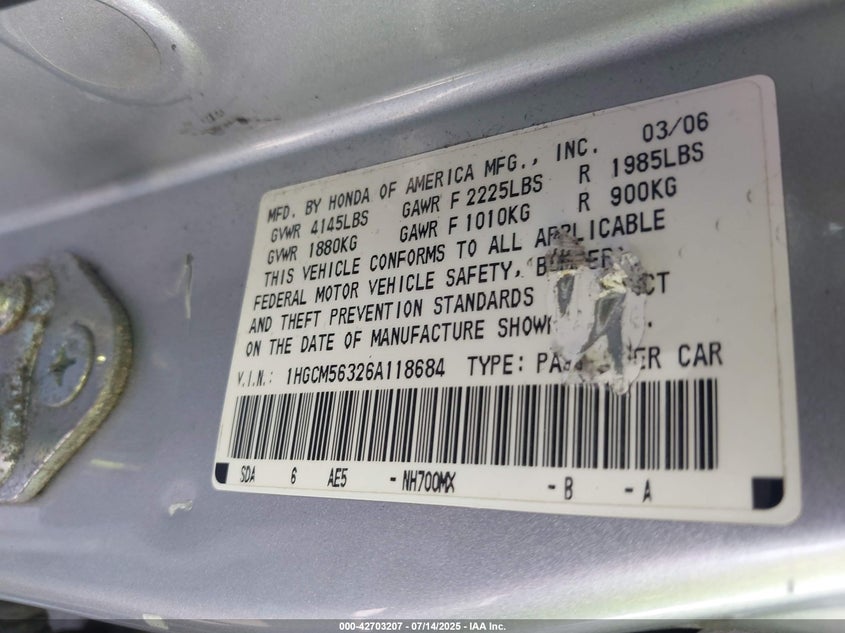 03/06
MFD. BY HONDA OF AMERICA MFG., INC.
GVWR 4145LBS GAWR F 2225LBS R 1985LBS
GVWR 1880KG GAWR F 1010KG R 900KG
THIS VEHICLE CONFORMS TO ALL APPLICABLE
FEDERAL MOTOR VEHICLE SAFETY,
AND THEFT PREVENTION STANDARDS
ON THE DATE OF MANUFACTURE
V.I.N.: 1HGCM56326A118684 TYPE: CAR
SDA 6 AE5 - NH700MX - B - A
000-42703207 - 07/14/2025 - IAA Inc.